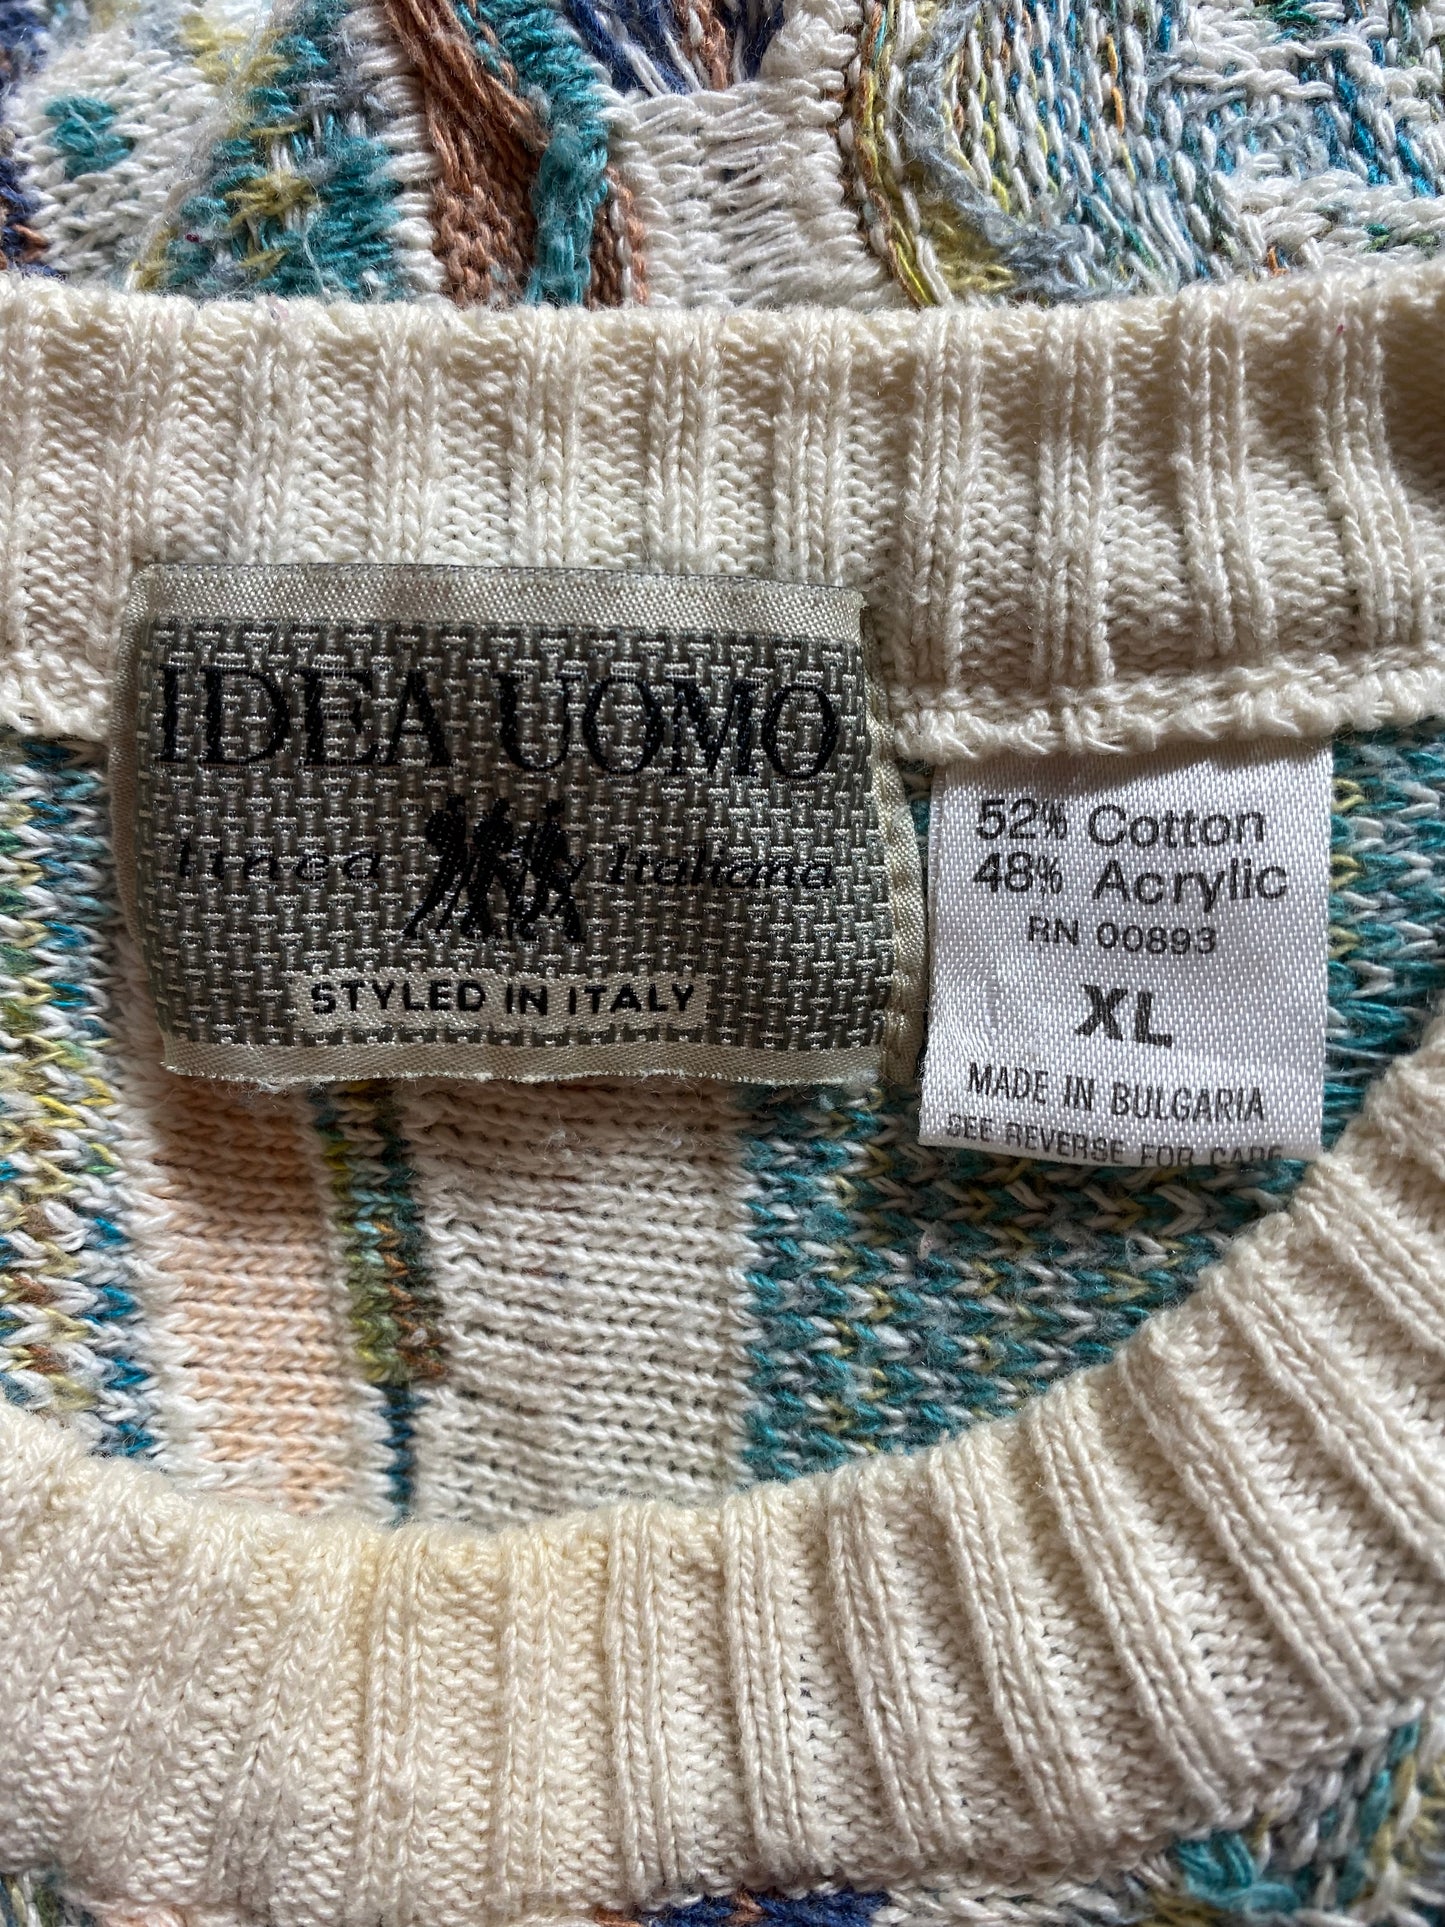 IDEA UOMO
linea Italiana
STYLED IN ITALY
52% Cotton
48% Acrylic
RN 00893
XL
MADE IN BULGARIA
SEE REVERSE FOR CARE